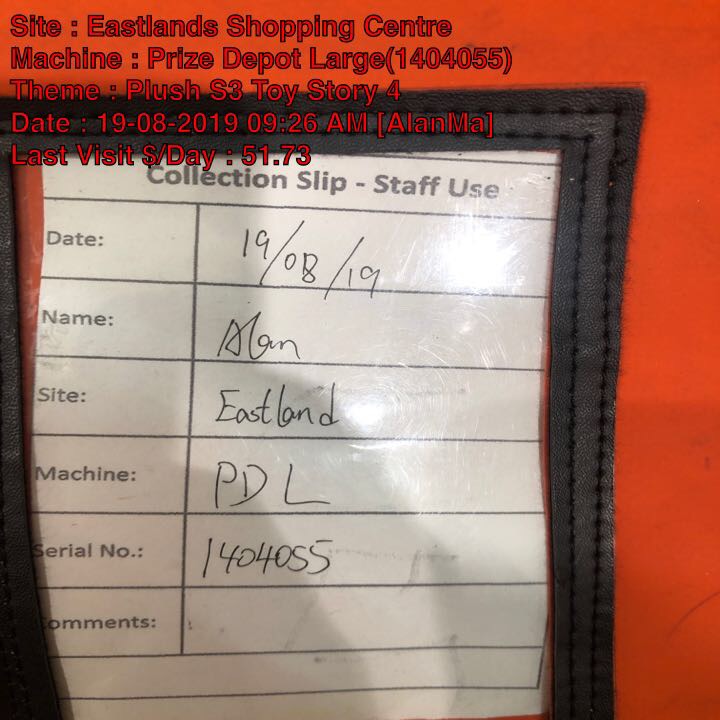 Site : Eastlands Shopping Centre
Machine : Prize Depot Large(1404055)
Theme : Plush S3 Toy Story 4
Date : 19-08-2019 09:26 AM [AlanMa]
Last Visit $/Day : 51.73
Collection Slip - Staff Use
Date: 19/08/19
Name: Alan
Site: Eastland
Machine: PDL
Serial No.: 1404055
omments: